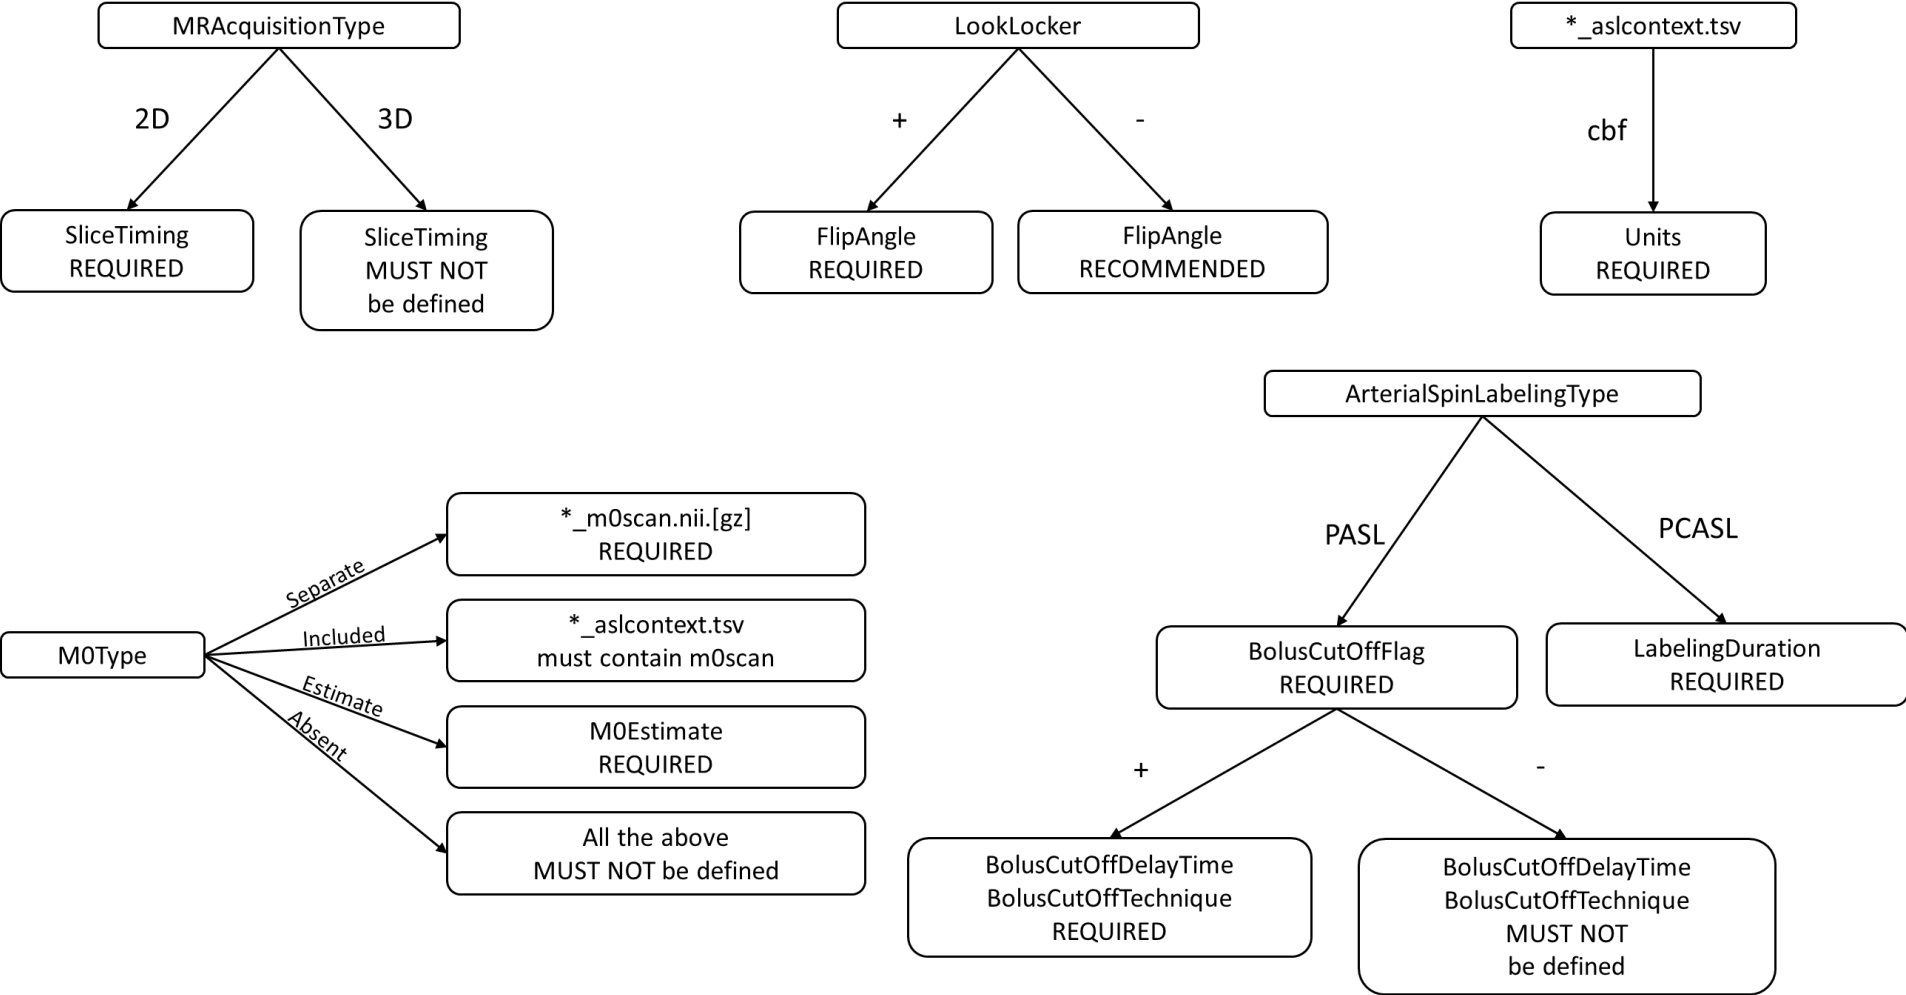 MRAcquisitionType
2D
3D
SliceTiming
REQUIRED
SliceTiming
MUST NOT
be defined
LookLocker
+
-
FlipAngle
REQUIRED
FlipAngle
RECOMMENDED
*_aslcontext.tsv
cbf
Units
REQUIRED
M0Type
Separate
Included
Estimate
Absent
*_m0scan.nii.[gz]
REQUIRED
*_aslcontext.tsv
must contain m0scan
M0Estimate
REQUIRED
All the above
MUST NOT be defined
ArterialSpinLabelingType
PASL
PCASL
BolusCutOffFlag
REQUIRED
LabelingDuration
REQUIRED
+
-
BolusCutOffDelayTime
BolusCutOffTechnique
REQUIRED
BolusCutOffDelayTime
BolusCutOffTechnique
MUST NOT
be defined